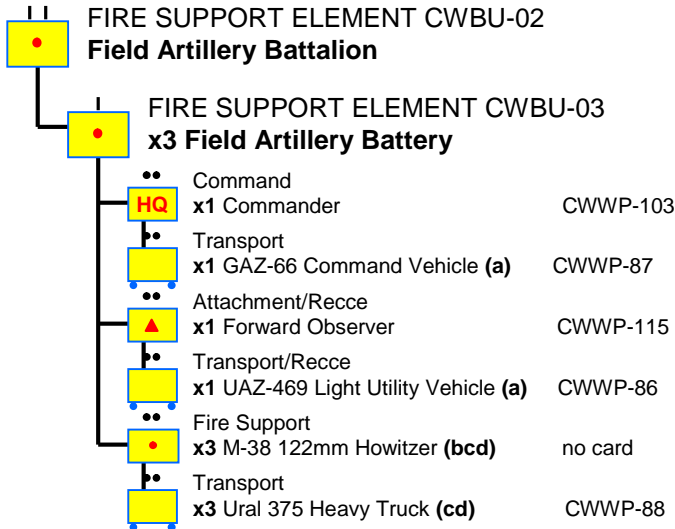 FIRE SUPPORT ELEMENT CWBU-02
Field Artillery Battalion
FIRE SUPPORT ELEMENT CWBU-03
x3 Field Artillery Battery
Command
HQ x1 Commander CWWP-103
Transport
x1 GAZ-66 Command Vehicle (a) CWWP-87
Attachment/Recce
x1 Forward Observer CWWP-115
Transport/Recce
x1 UAZ-469 Light Utility Vehicle (a) CWWP-86
Fire Support
x3 M-38 122mm Howitzer (bcd) no card
Transport
x3 Ural 375 Heavy Truck (cd) CWWP-88